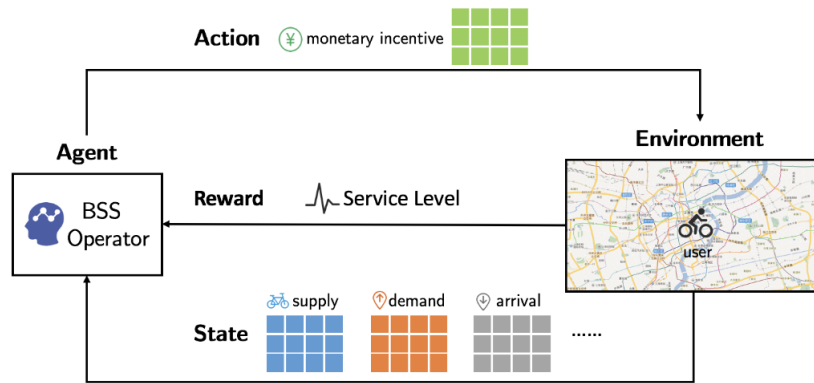 Action ¥ monetary incentive
Environment
Agent
BSS
Operator
Reward Service Level
user
supply demand arrival
State ......